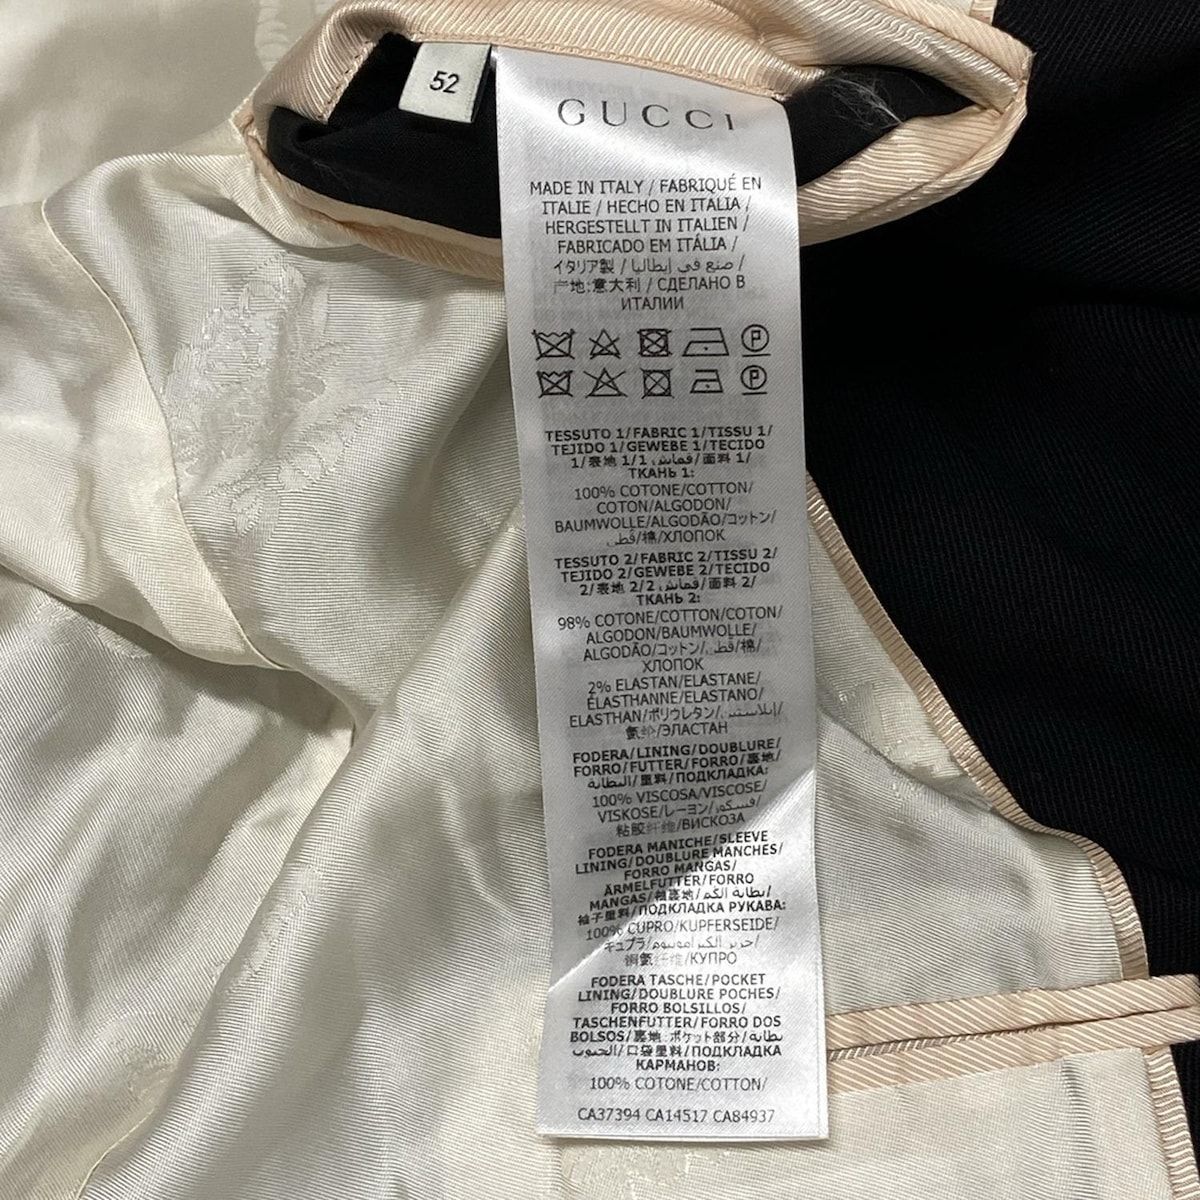 52
GUCCI
MADE IN ITALY / FABRIQUÉ EN
ITALIE / HECHO EN ITALIA /
HERGESTELLT IN ITALIEN /
FABRICADO EM ITÁLIA /
イタリア製 / صنع في إيطاليا /
产地:意大利 / СДЕЛАНО В
ИТАЛИИ
P
P
TESSUTO 1/FABRIC 1/TISSU 1/
TEJIDO 1/GEWEBE 1/TECIDO
1/表地 1/قماش 1/面料 1/
ТКАНЬ 1:
100% COTONE/COTTON/
COTON/ALGODON/
BAUMWOLLE/ALGODÃO/コットン/
قطن/棉/ХЛОПОК
TESSUTO 2/FABRIC 2/TISSU 2/
TEJIDO 2/GEWEBE 2/TECIDO
2/表地 2/قماش 2/面料 2/
ТКАНЬ 2:
98% COTONE/COTTON/COTON/
ALGODON/BAUMWOLLE/
ALGODÃO/コットン/قطن/棉/
ХЛОПОК
2% ELASTAN/ELASTANE/
ÉLASTHANNE/ELASTANO/
ELASTHAN/ポリウレタン/إيلاستين/
氨纶/ЭЛАСТАН
FODERA/LINING/DOUBLURE/
FORRO/FUTTER/FORRO/裏地/
البطانة/里料/ПОДКЛАДКА:
100% VISCOSA/VISCOSE/
VISKOSE/レーヨン/فسكوز/
粘胶纤维/ВИСКОЗА
FODERA MANICHE/SLEEVE
LINING/DOUBLURE MANCHES/
FORRO MANGAS/
ÄRMELFUTTER/FORRO
MANGAS/袖裏地/بطانة الكم/
袖子里料/ПОДКЛАДКА РУКАВА:
100% CUPRO/KUPFERSEIDE/
キュプラ/حرير الكبرامونيوم/
铜氨纤维/КУПРО
FODERA TASCHE/POCKET
LINING/DOUBLURE POCHES/
FORRO BOLSILLOS/
TASCHENFUTTER/FORRO DOS
BOLSOS/裏地:ポケット部分/بطانة
الجيوب/口袋里料/ПОДКЛАДКА
КАРМАНОВ:
100% COTONE/COTTON/
CA37394 CA14517 CA84937